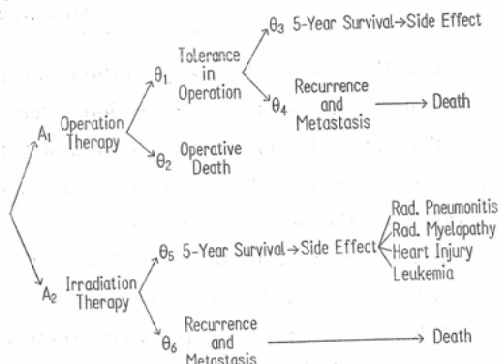 θ3 5-Year Survival→Side Effect
θ1 Tolerance
in
Operation
θ4 Recurrence
and
Metastasis → Death
A1 Operation
Therapy
θ2 Operative
Death
Rad. Pneumonitis
Rad. Myelopathy
θ5 5-Year Survival→Side Effect Heart Injury
Leukemia
A2 Irradiation
Therapy
θ6 Recurrence
and → Death
Metastasis